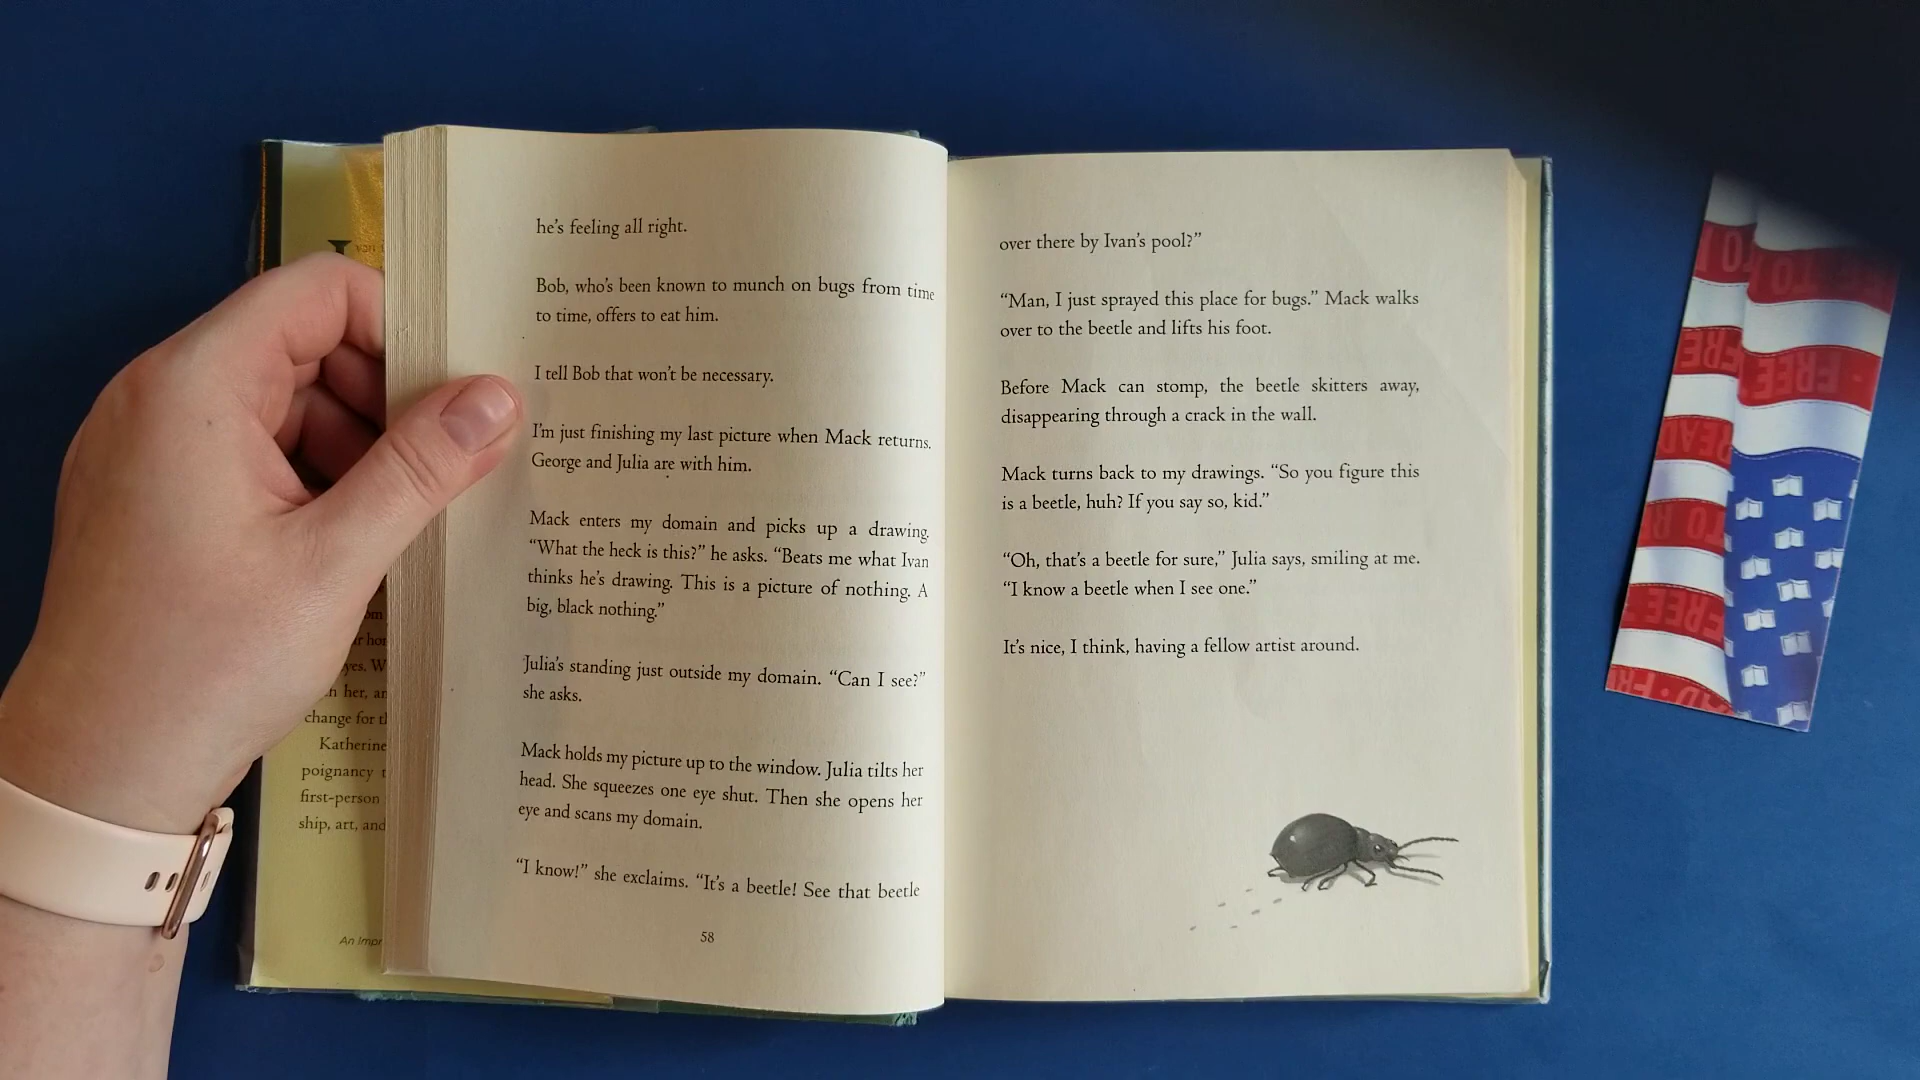 he's feeling all right.
Bob, who's been known to munch on bugs from time
to time, offers to eat him.
I tell Bob that won't be necessary.
I'm just finishing my last picture when Mack returns.
George and Julia are with him.
Mack enters my domain and picks up a drawing.
“What the heck is this?” he asks. “Beats me what Ivan
thinks he's drawing. This is a picture of nothing. A
big, black nothing.”
Julia's standing just outside my domain. “Can I see?”
she asks.
Mack holds my picture up to the window. Julia tilts her
head. She squeezes one eye shut. Then she opens her
eye and scans my domain.
“I know!” she exclaims. “It's a beetle! See that beetle
58
over there by Ivan's pool?”
“Man, I just sprayed this place for bugs.” Mack walks
over to the beetle and lifts his foot.
Before Mack can stomp, the beetle skitters away,
disappearing through a crack in the wall.
Mack turns back to my drawings. “So you figure this
is a beetle, huh? If you say so, kid.”
“Oh, that's a beetle for sure,” Julia says, smiling at me.
“I know a beetle when I see one.”
It's nice, I think, having a fellow artist around.
yes. W
her, an
change for t
Katherine
poignancy
first-person
ship, art, and
An Impr
TO
FREE
READ
TO
FREE